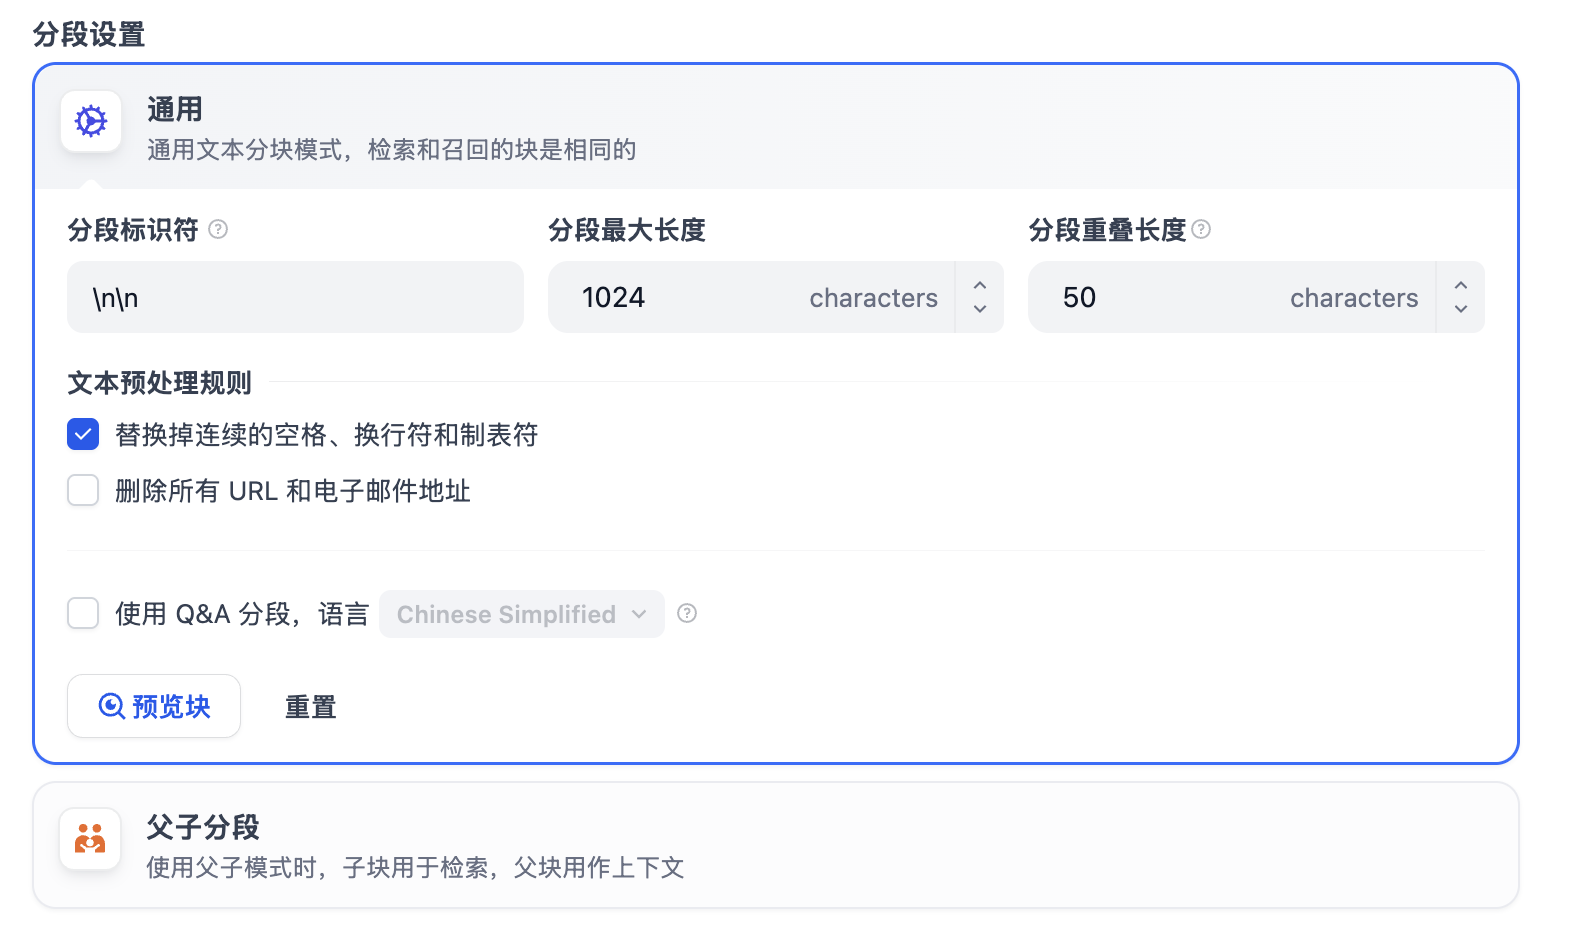 分段设置
通用
通用文本分块模式，检索和召回的块是相同的
分段标识符
分段最大长度
分段重叠长度
\n\n
1024 characters
50 characters
文本预处理规则
替换掉连续的空格、换行符和制表符
删除所有 URL 和电子邮件地址
使用 Q&A 分段，语言 Chinese Simplified
预览块
重置
父子分段
使用父子模式时，子块用于检索，父块用作上下文